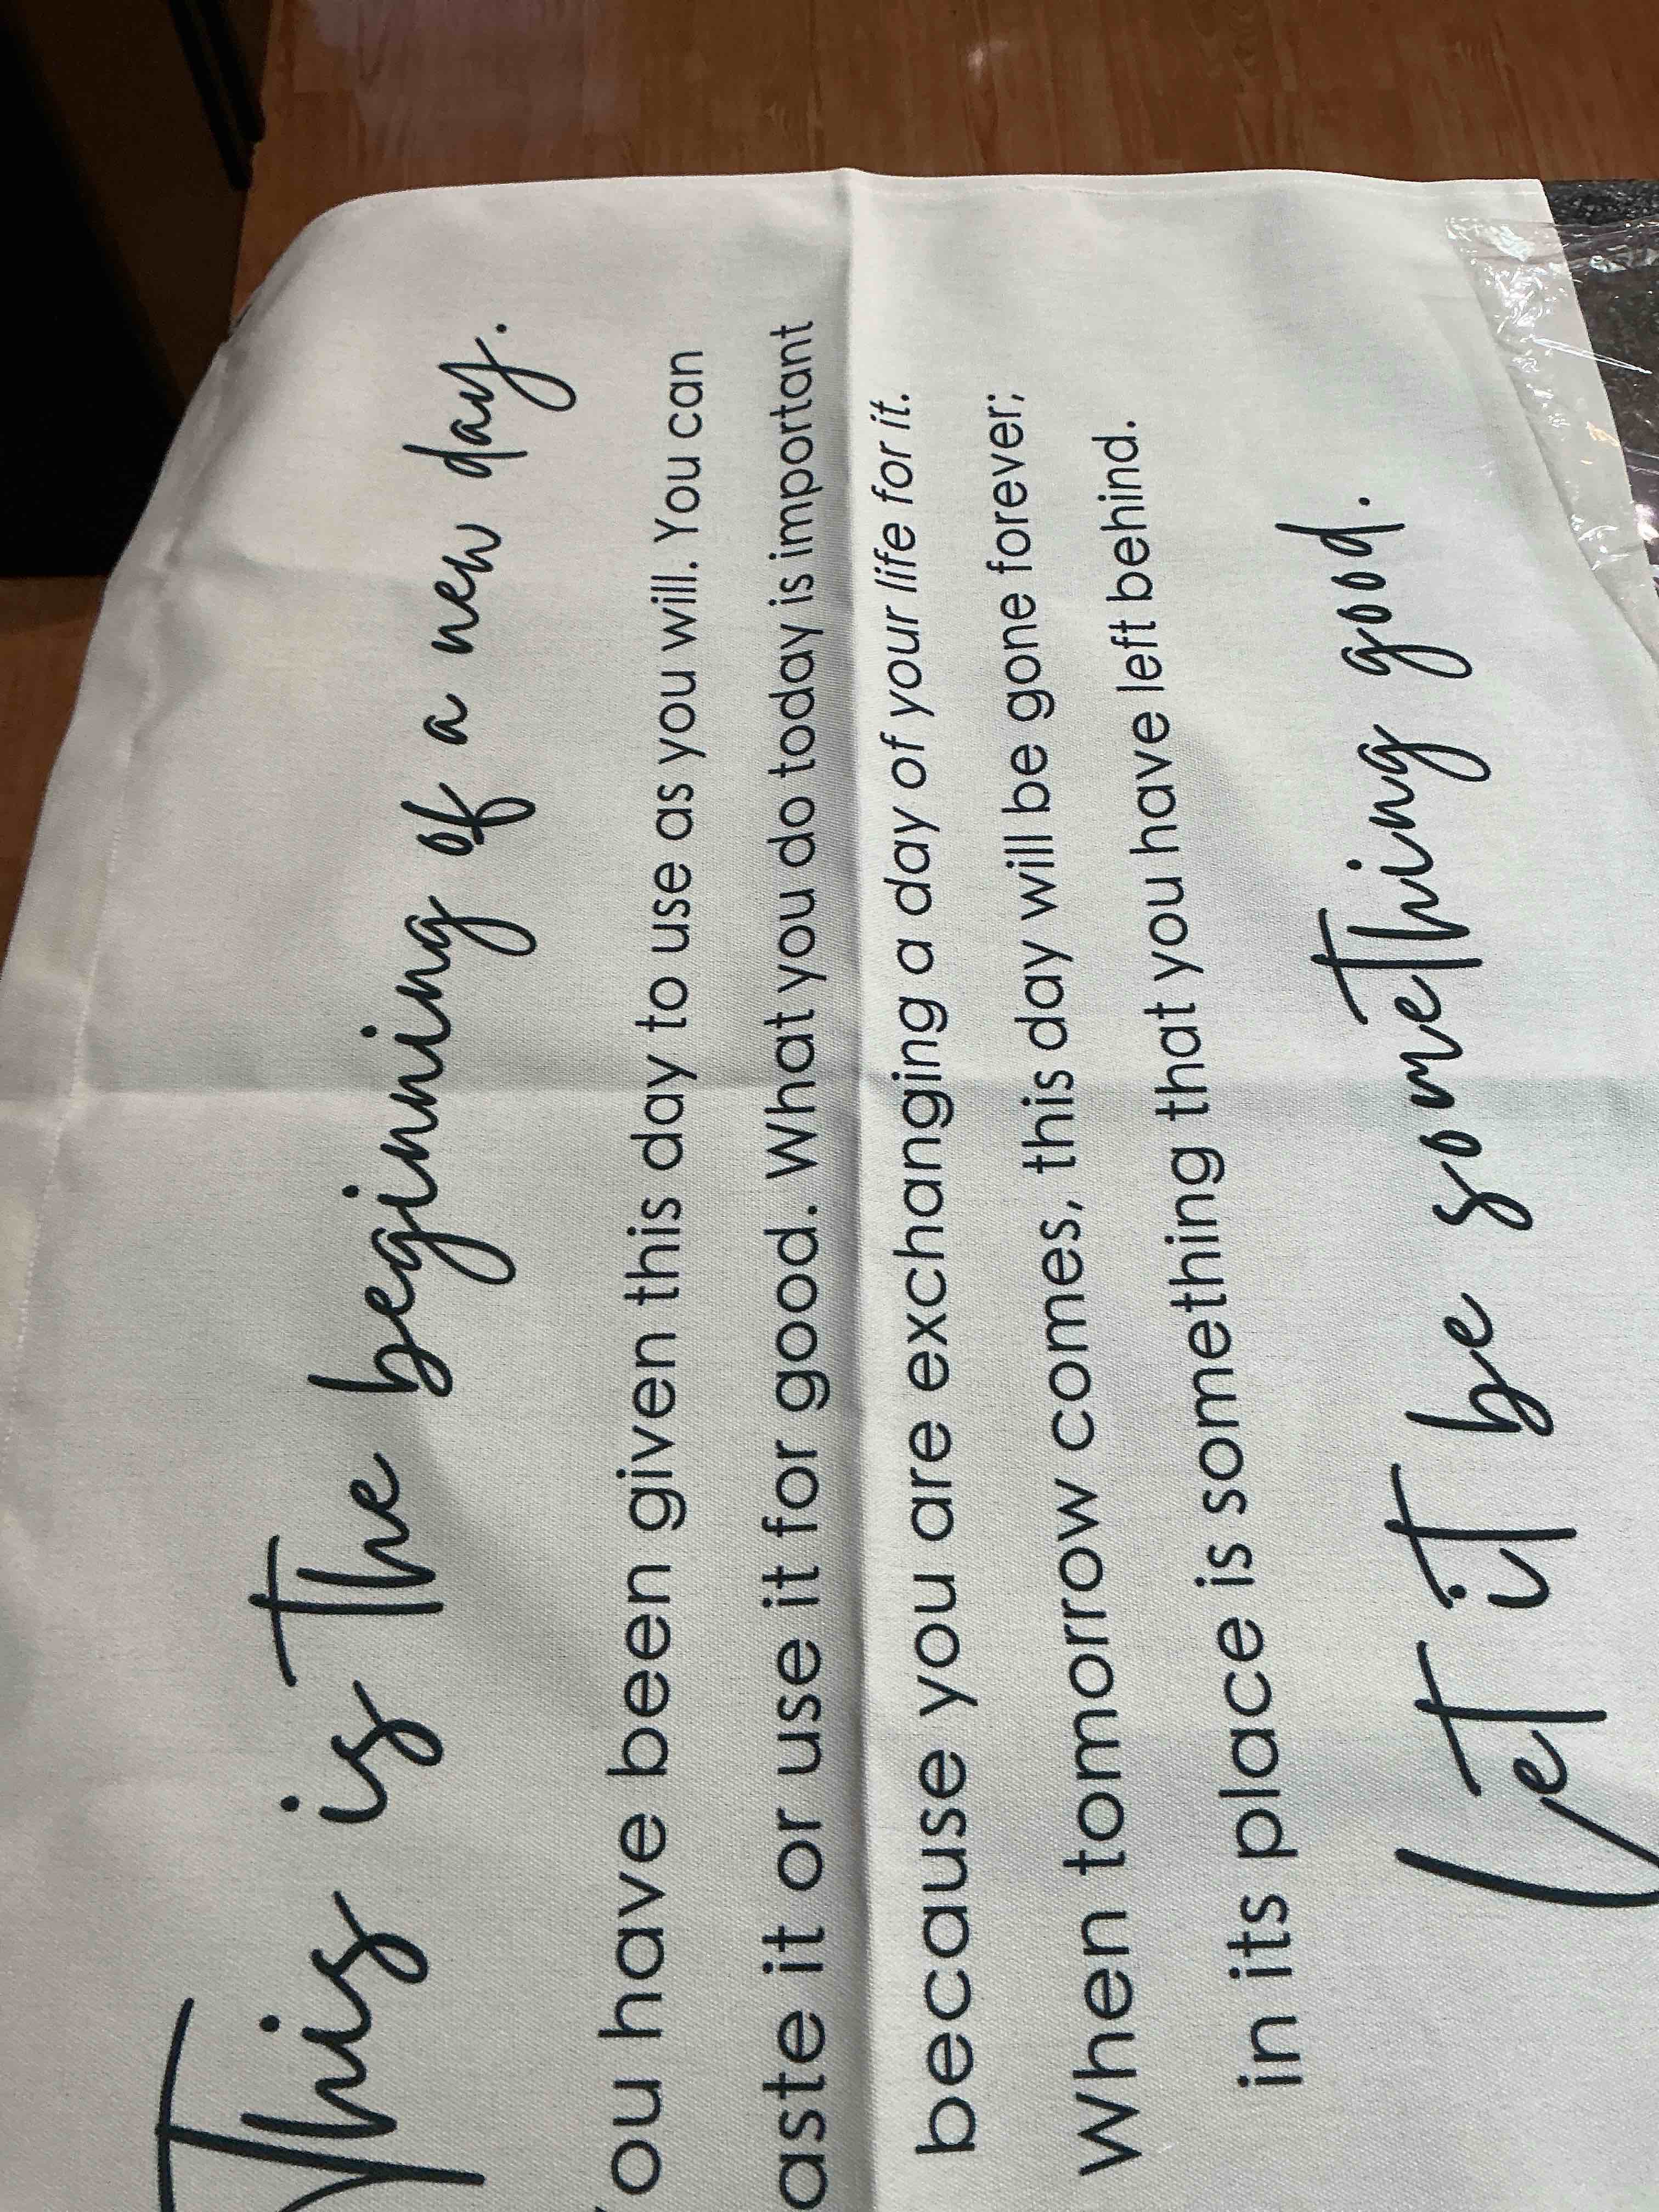 This is the beginning of a new day.
You have been given this day to use as you will. You can
aste it or use it for good. What you do today is important
because you are exchanging a day of your life for it.
When tomorrow comes, this day will be gone forever;
in its place is something that you have left behind.
Let it be something good.